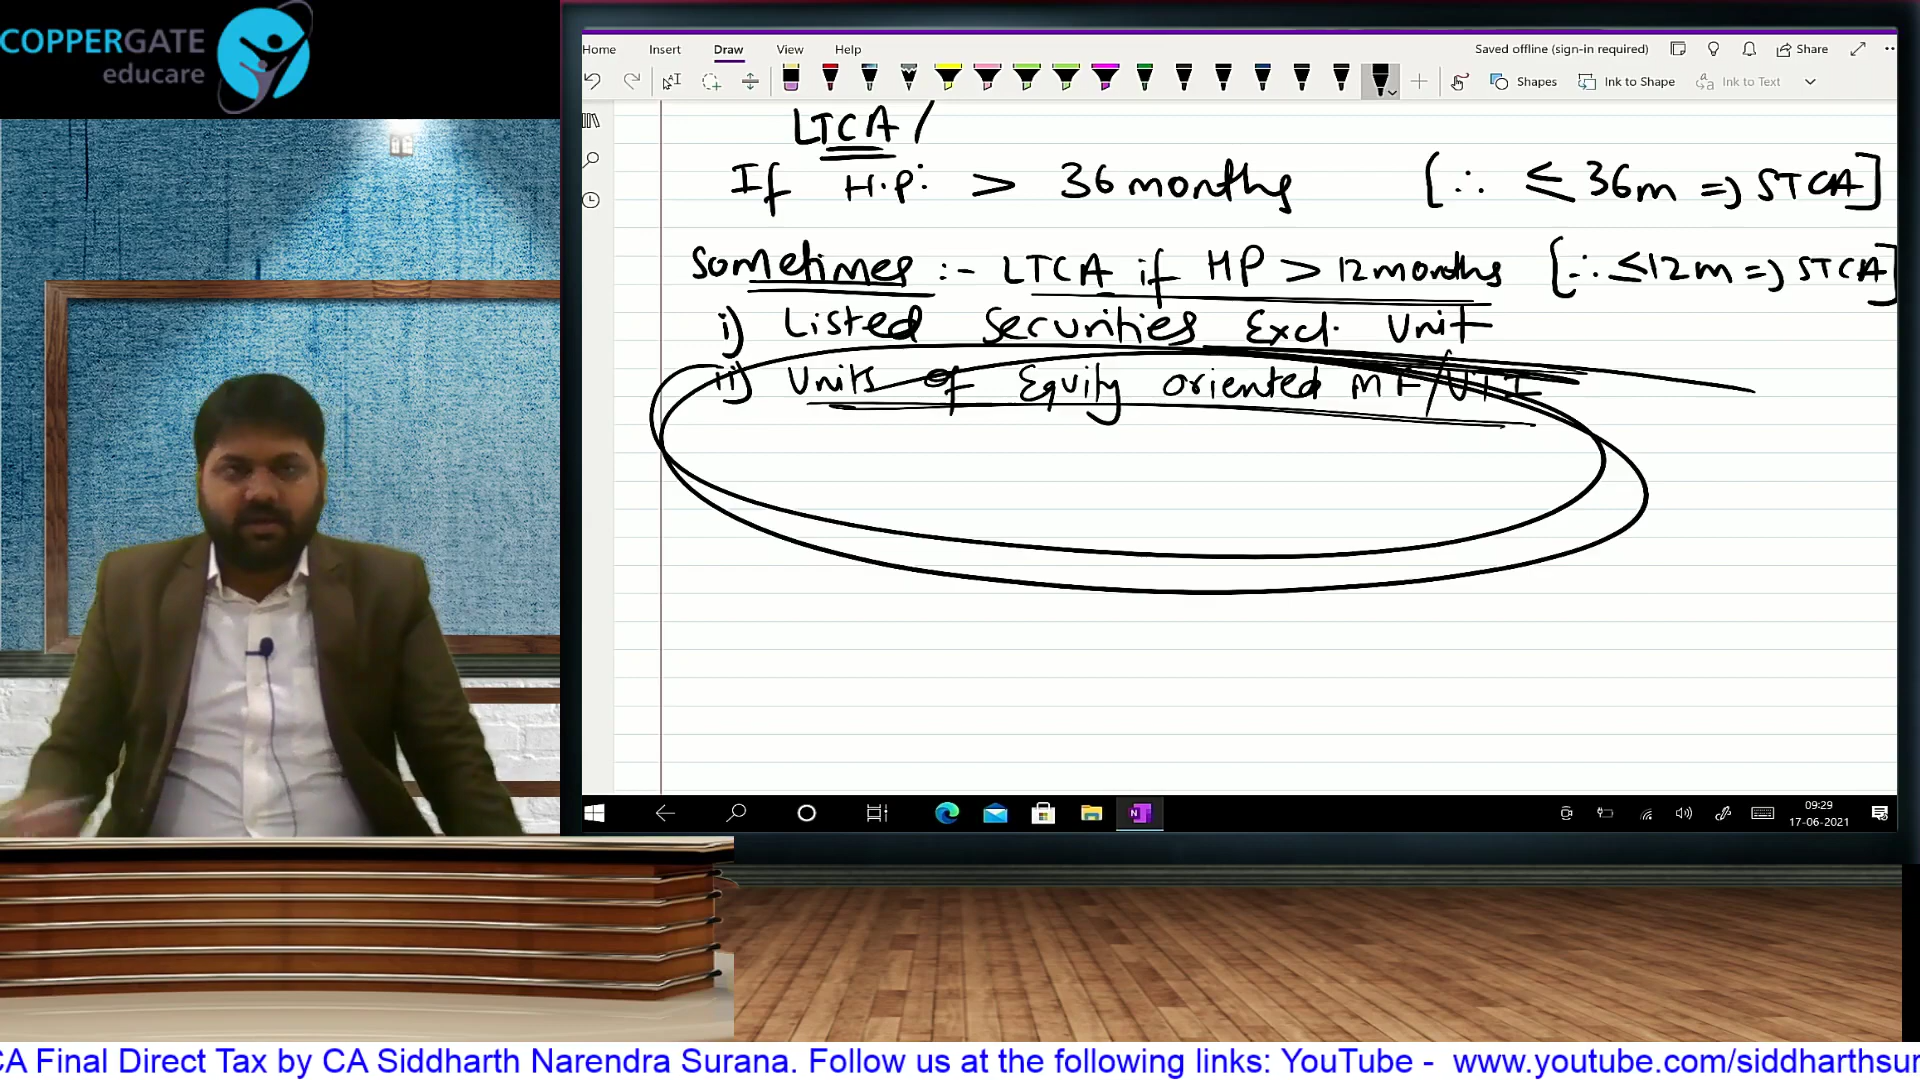 COPPERGATE
educare
Home Insert Draw View Help
Saved offline (sign-in required) Share
Shapes Ink to Shape Ink to Text
LTCA /
If H.P. > 36 months [∴ ≤ 36m => STCA]
Sometimes :- LTCA if HP > 12 months [∴ ≤12m => STCA]
i) Listed Securities Excl. Unit
ii) Units of Equity oriented MF/UTI
09:29
17-06-2021
CA Final Direct Tax by CA Siddharth Narendra Surana. Follow us at the following links: YouTube - www.youtube.com/siddharthsur